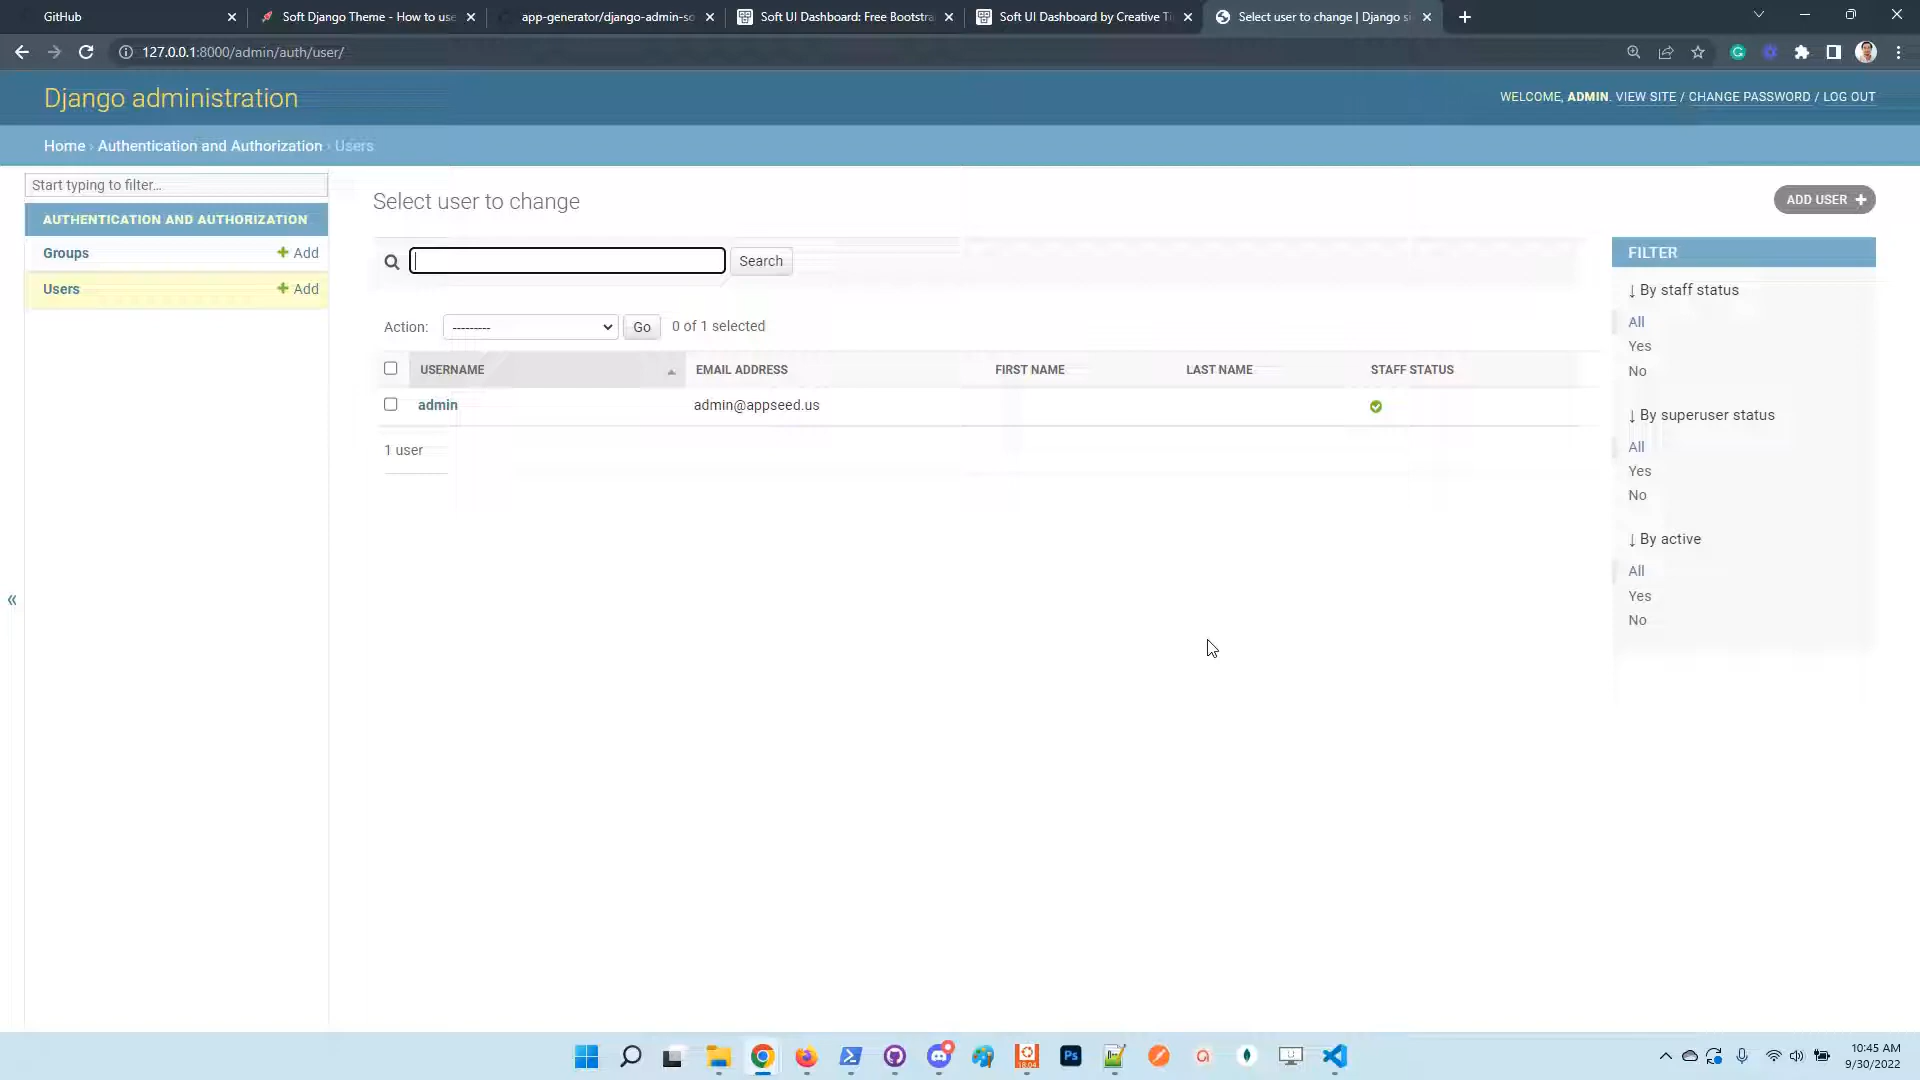 GitHub
Soft Django Theme - How to use
app-generator/django-admin-so
Soft UI Dashboard: Free Bootstra
Soft UI Dashboard by Creative Ti
Select user to change | Django si
127.0.0.1:8000/admin/auth/user/
Django administration
WELCOME, ADMIN. VIEW SITE / CHANGE PASSWORD / LOG OUT
Home › Authentication and Authorization › Users
Start typing to filter…
AUTHENTICATION AND AUTHORIZATION
Groups + Add
Users + Add
«
Select user to change
ADD USER +
Search
Action: --------- Go 0 of 1 selected
USERNAME EMAIL ADDRESS FIRST NAME LAST NAME STAFF STATUS
admin admin@appseed.us
1 user
FILTER
↓ By staff status
All
Yes
No
↓ By superuser status
All
Yes
No
↓ By active
All
Yes
No
Ps
18.04
10:45 AM
9/30/2022